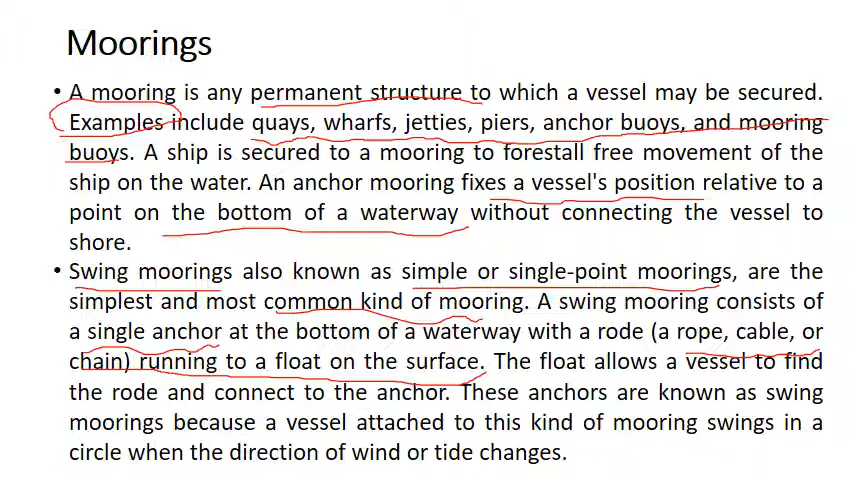 Moorings
• A mooring is any permanent structure to which a vessel may be secured.
Examples include quays, wharfs, jetties, piers, anchor buoys, and mooring
buoys. A ship is secured to a mooring to forestall free movement of the
ship on the water. An anchor mooring fixes a vessel's position relative to a
point on the bottom of a waterway without connecting the vessel to
shore.
• Swing moorings also known as simple or single-point moorings, are the
simplest and most common kind of mooring. A swing mooring consists of
a single anchor at the bottom of a waterway with a rode (a rope, cable, or
chain) running to a float on the surface. The float allows a vessel to find
the rode and connect to the anchor. These anchors are known as swing
moorings because a vessel attached to this kind of mooring swings in a
circle when the direction of wind or tide changes.